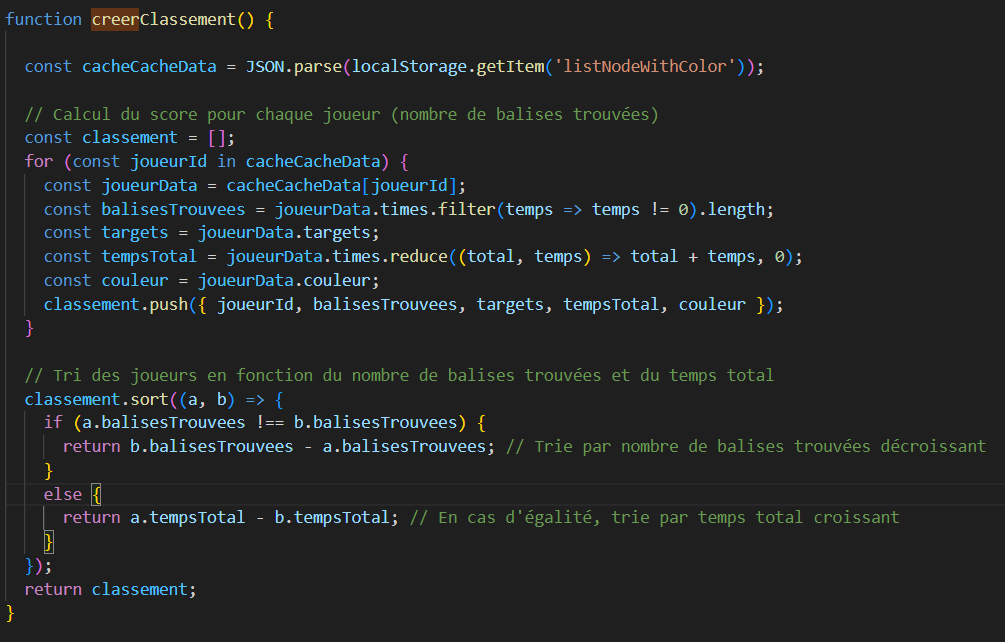 function creerClassement() {
const cacheCacheData = JSON.parse(localStorage.getItem('listNodeWithColor'));
// Calcul du score pour chaque joueur (nombre de balises trouvées)
const classement = [];
for (const joueurId in cacheCacheData) {
const joueurData = cacheCacheData[joueurId];
const balisesTrouvees = joueurData.times.filter(temps => temps != 0).length;
const targets = joueurData.targets;
const tempsTotal = joueurData.times.reduce((total, temps) => total + temps, 0);
const couleur = joueurData.couleur;
classement.push({ joueurId, balisesTrouvees, targets, tempsTotal, couleur });
}
// Tri des joueurs en fonction du nombre de balises trouvées et du temps total
classement.sort((a, b) => {
if (a.balisesTrouvees !== b.balisesTrouvees) {
return b.balisesTrouvees - a.balisesTrouvees; // Trie par nombre de balises trouvées décroissant
}
else {
return a.tempsTotal - b.tempsTotal; // En cas d'égalité, trie par temps total croissant
}
});
return classement;
}